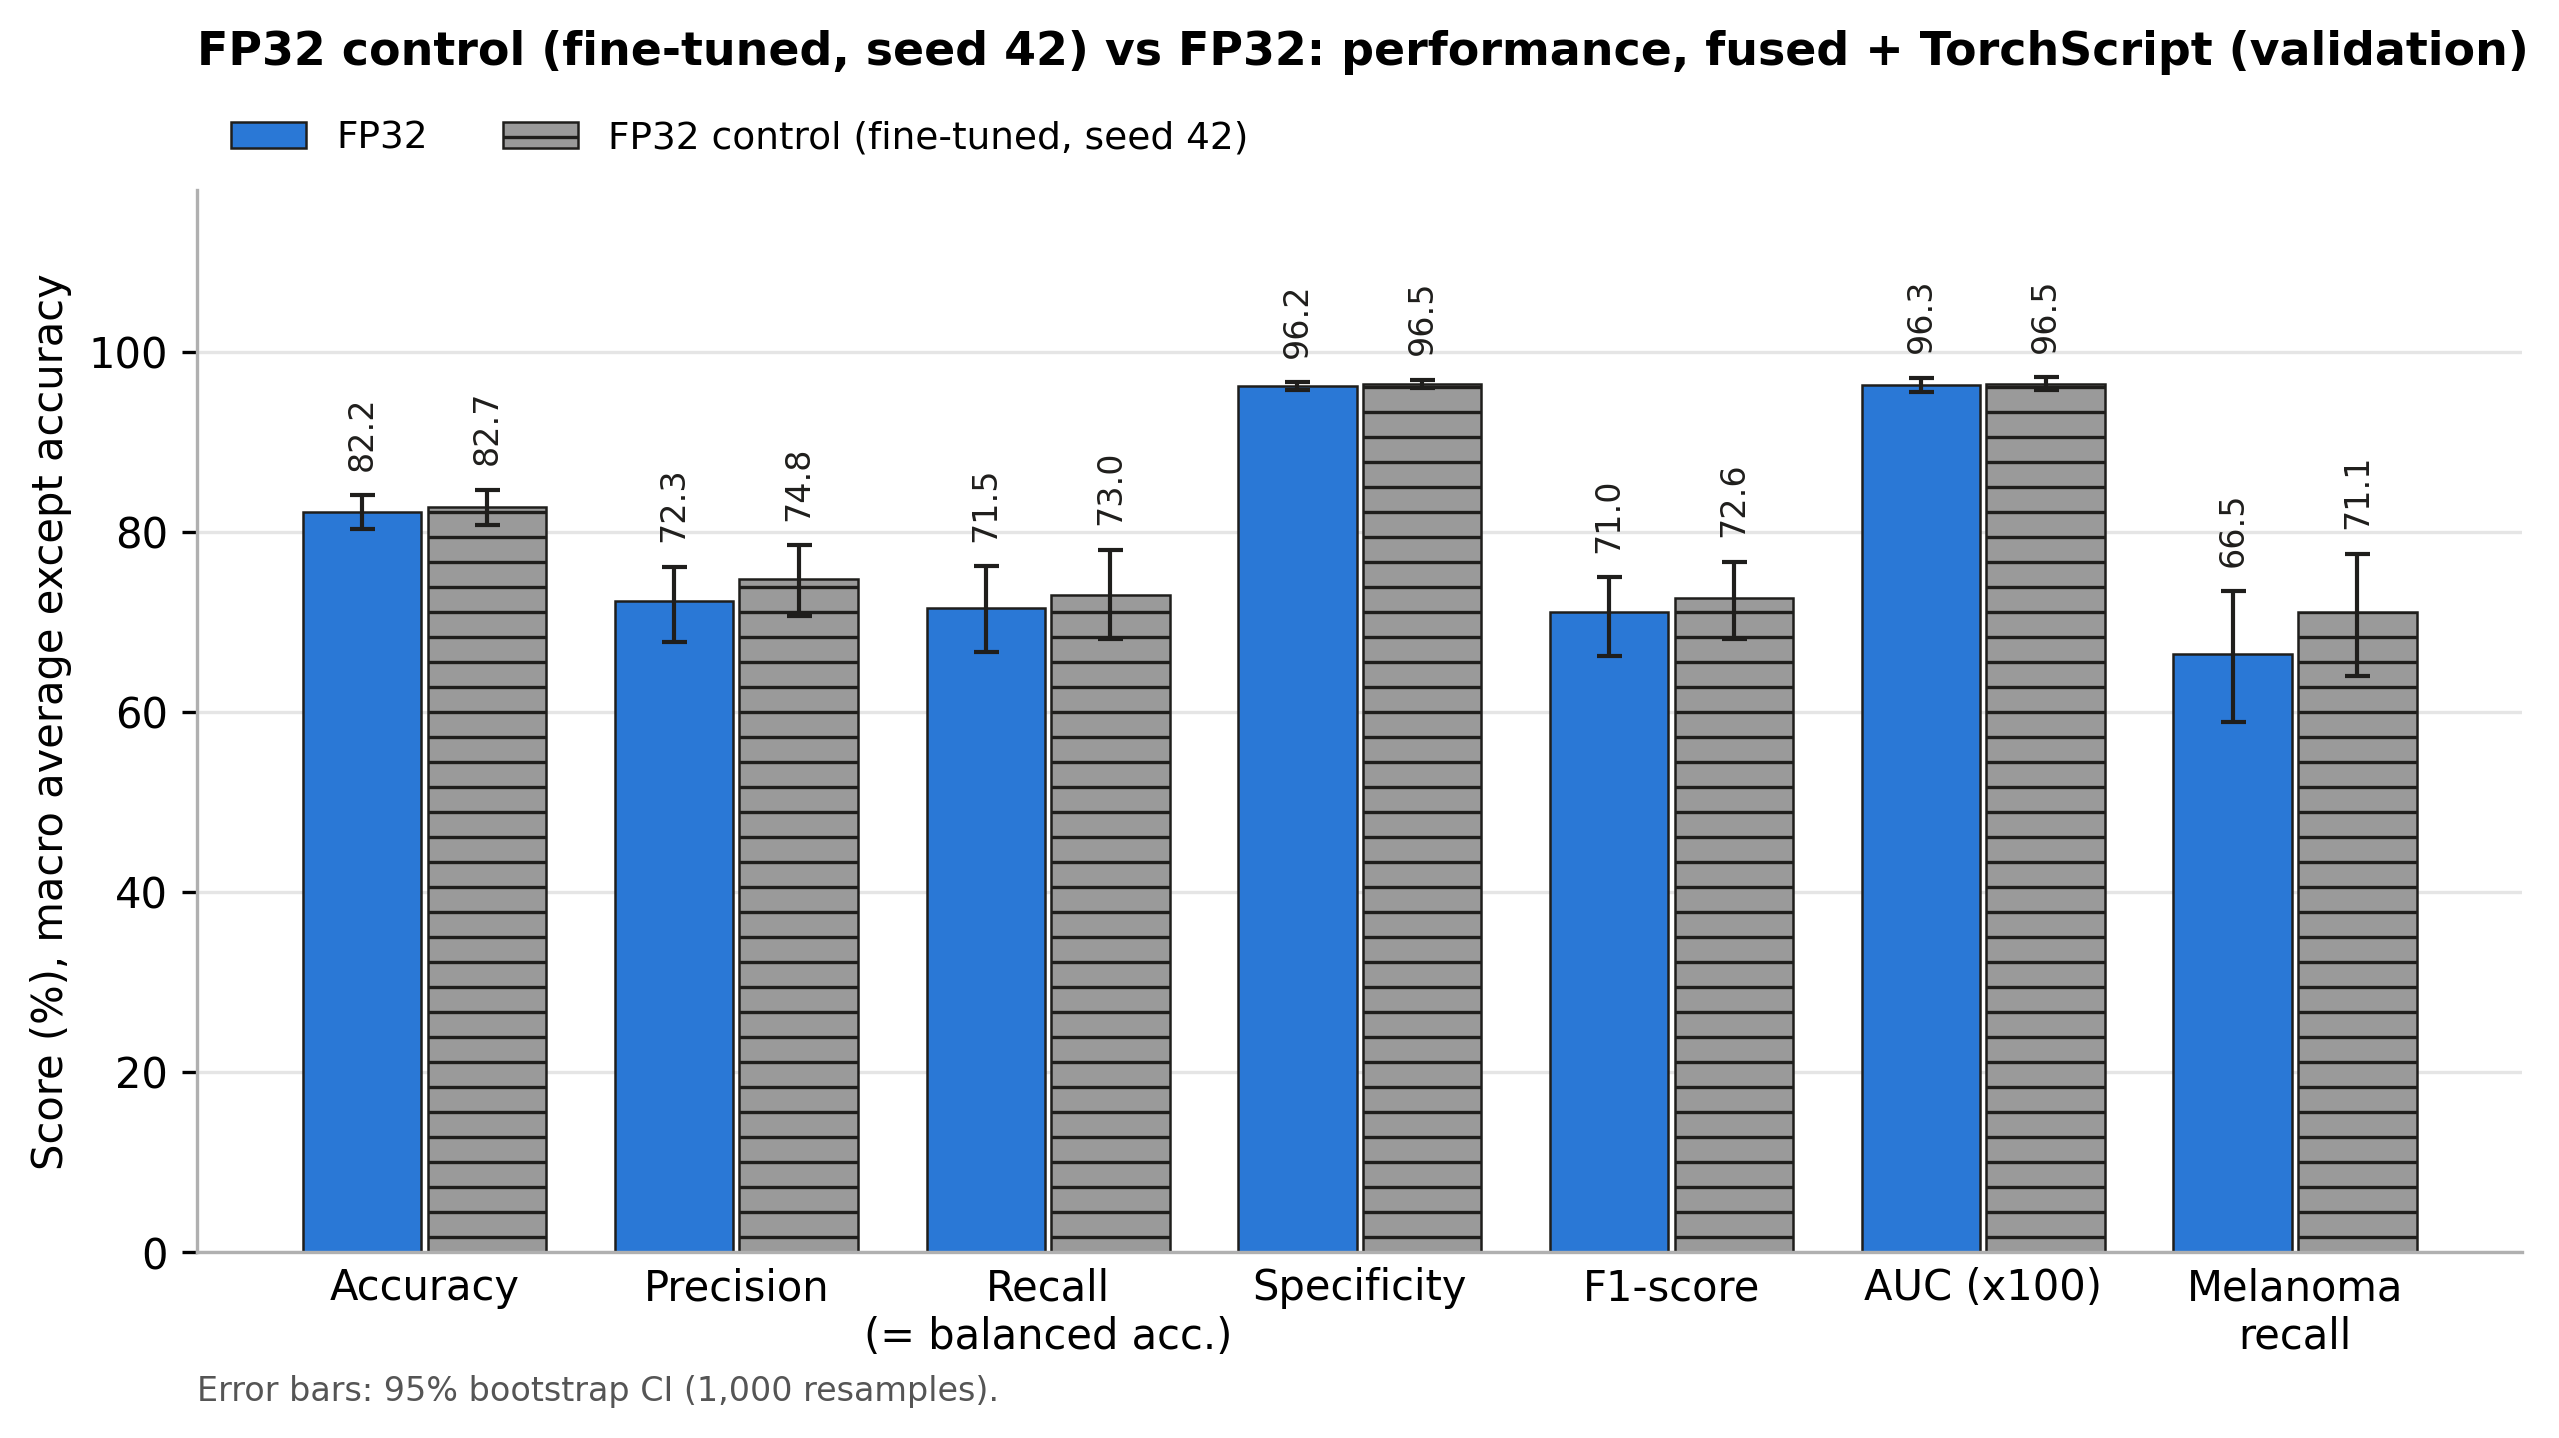 FP32 control (fine-tuned, seed 42) vs FP32: performance, fused + TorchScript (validation)
FP32
FP32 control (fine-tuned, seed 42)
Score (%), macro average except accuracy
100
80
60
40
20
0
82.2
82.7
72.3
74.8
71.5
73.0
96.2
96.5
71.0
72.6
96.3
96.5
66.5
71.1
Accuracy
Precision
Recall
(= balanced acc.)
Specificity
F1-score
AUC (x100)
Melanoma
recall
Error bars: 95% bootstrap CI (1,000 resamples).